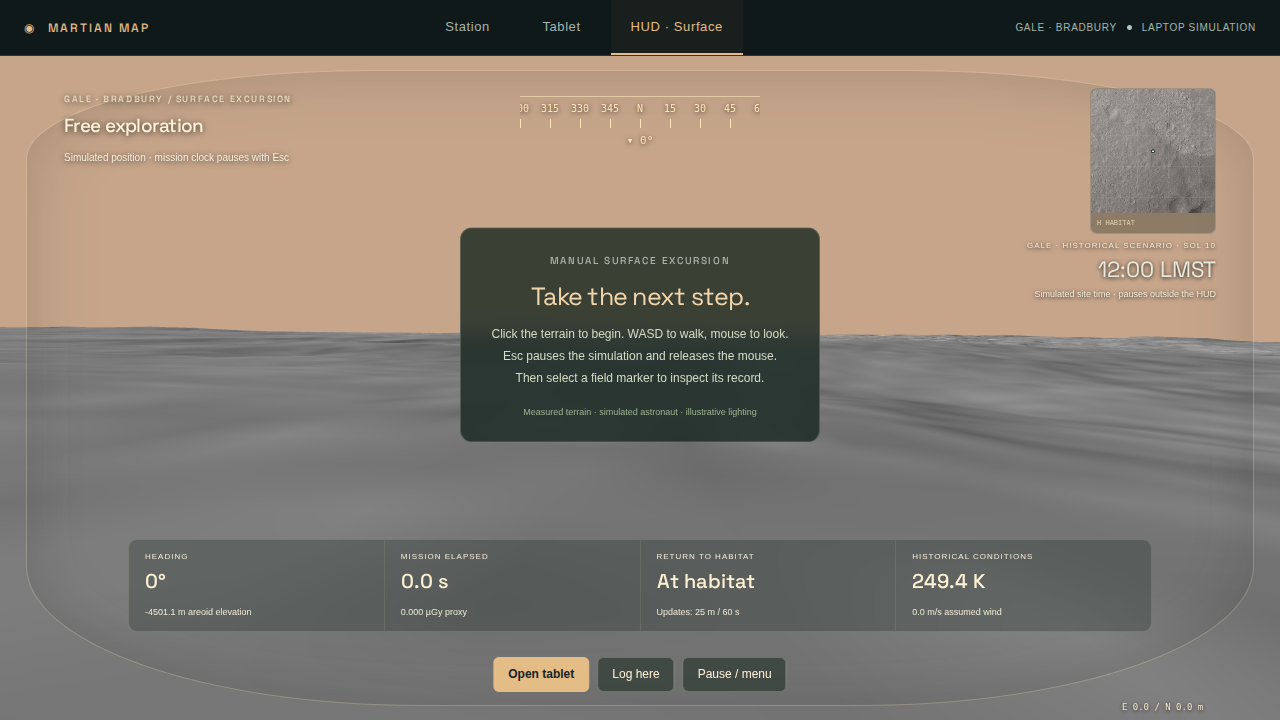 ◉ MARTIAN MAP
Station
Tablet
HUD · Surface
GALE · BRADBURY ● LAPTOP SIMULATION
GALE · BRADBURY / SURFACE EXCURSION
Free exploration
Simulated position · mission clock pauses with Esc
315 330 345 N 15 30 45
▾ 0°
H HABITAT
GALE · HISTORICAL SCENARIO · SOL 10
12:00 LMST
Simulated site time · pauses outside the HUD
MANUAL SURFACE EXCURSION
Take the next step.
Click the terrain to begin. WASD to walk, mouse to look.
Esc pauses the simulation and releases the mouse.
Then select a field marker to inspect its record.
Measured terrain · simulated astronaut · illustrative lighting
HEADING
0°
-4501.1 m areoid elevation
MISSION ELAPSED
0.0 s
0.000 µGy proxy
RETURN TO HABITAT
At habitat
Updates: 25 m / 60 s
HISTORICAL CONDITIONS
249.4 K
0.0 m/s assumed wind
Open tablet
Log here
Pause / menu
E 0.0 / N 0.0 m